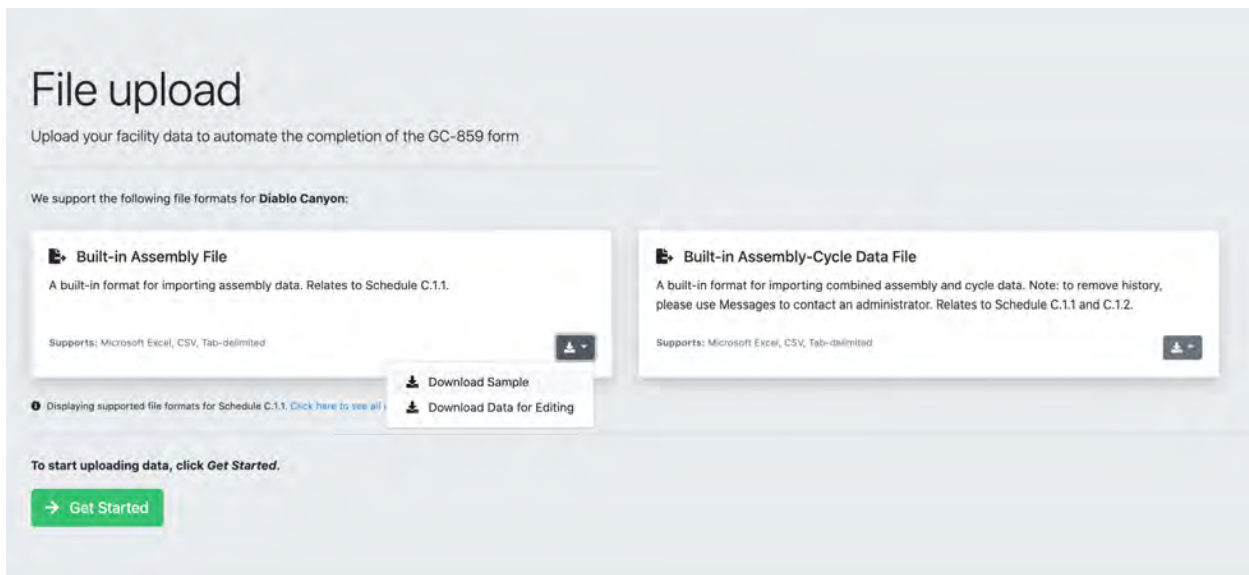 File upload
Upload your facility data to automate the completion of the GC-859 form
We support the following file formats for Diablo Canyon:
Built-in Assembly File
A built-in format for importing assembly data. Relates to Schedule C.1.1.
Supports: Microsoft Excel, CSV, Tab-delimited
Download Sample
Download Data for Editing
Built-in Assembly-Cycle Data File
A built-in format for importing combined assembly and cycle data. Note: to remove history,
please use Messages to contact an administrator. Relates to Schedule C.1.1 and C.1.2.
Supports: Microsoft Excel, CSV, Tab-delimited
Displaying supported file formats for Schedule C.1.1. Click here to see all
To start uploading data, click Get Started.
Get Started